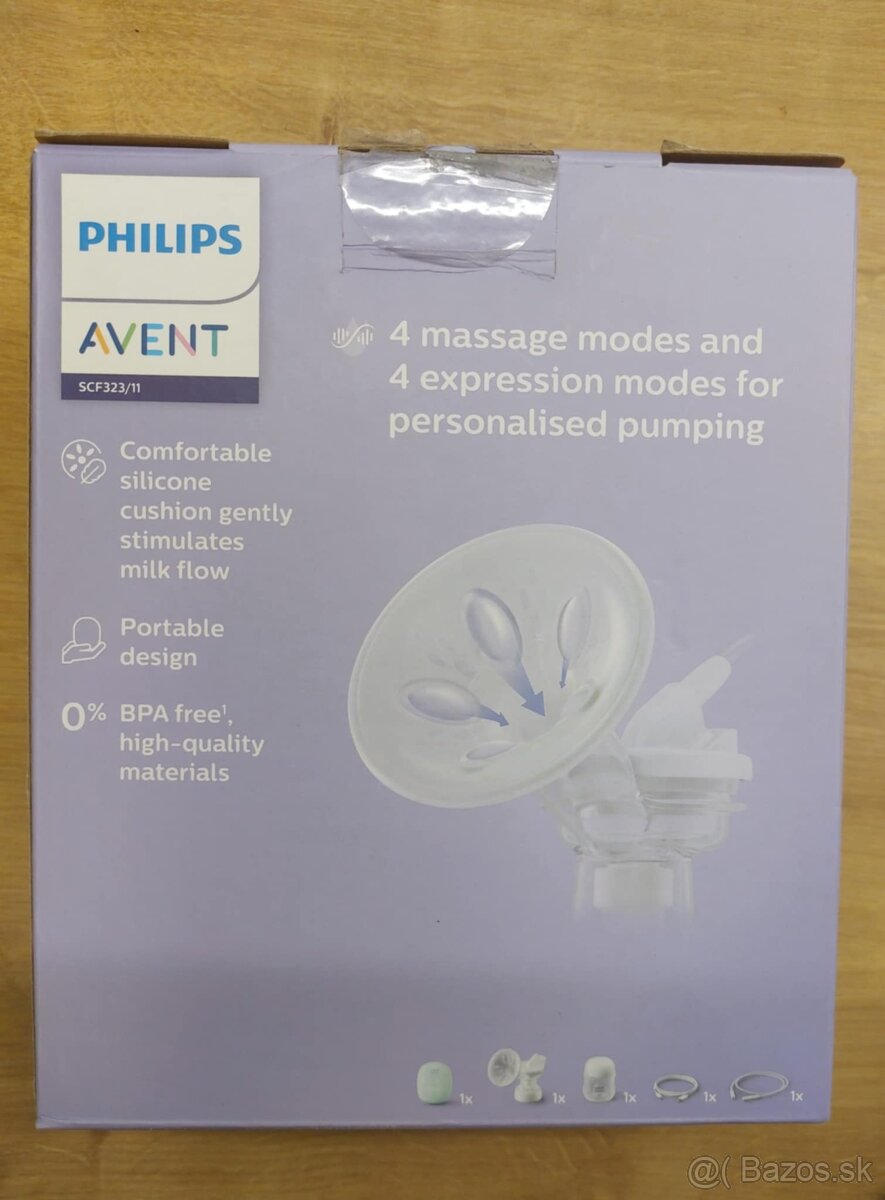 PHILIPS
AVENT
SCF323/11
4 massage modes and
4 expression modes for
personalised pumping
Comfortable
silicone
cushion gently
stimulates
milk flow
Portable
design
0%
BPA free¹,
high-quality
materials
1x 1x 1x 1x 1x
@( Bazos.sk